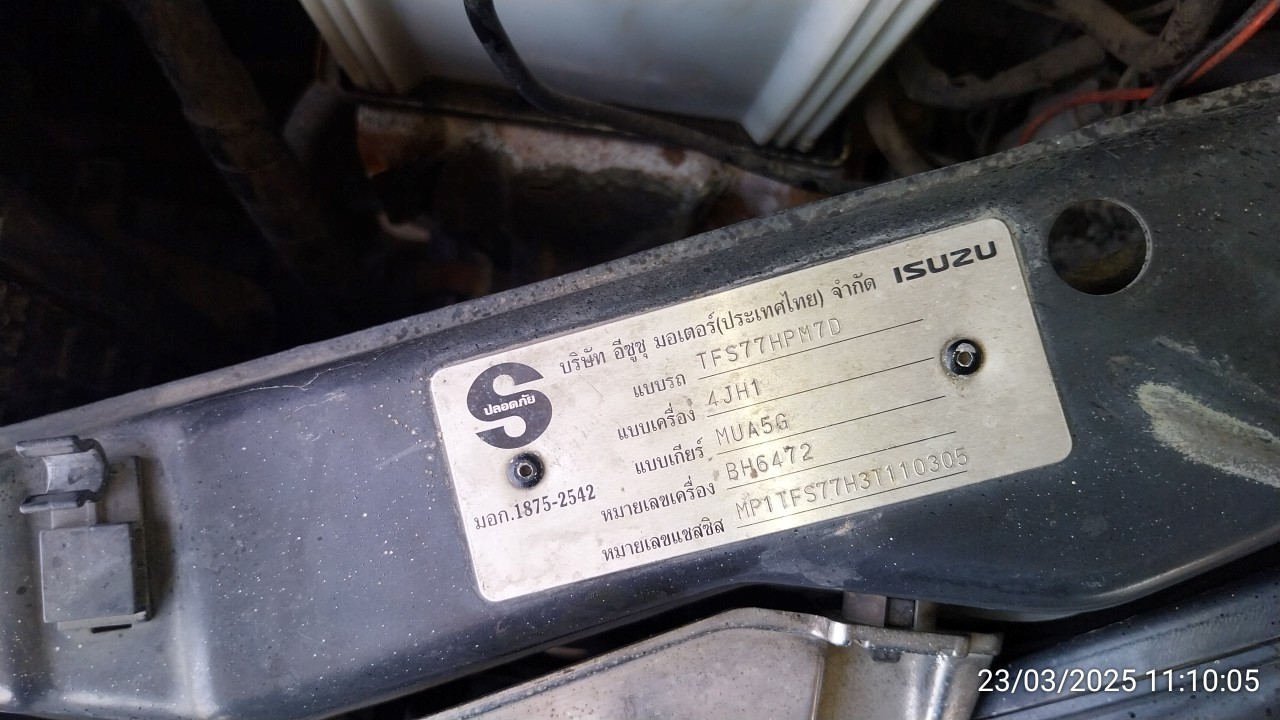 บริษัท อีซูซุ มอเตอร์(ประเทศไทย) จำกัด ISUZU
ปลอดภัย
แบบรถ TFS77HPM7D
แบบเครื่อง 4JH1
แบบเกียร์ MUA5G
หมายเลขเครื่อง BH6472
มอก.1875-2542
หมายเลขแชสซิส MP1TFS77H3T110305
23/03/2025 11:10:05